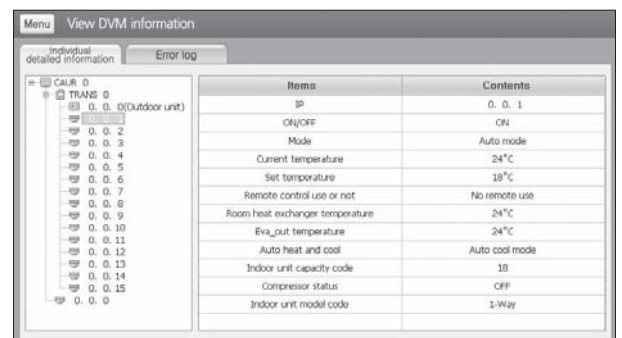 Menu View DVM information
Individual
detailed information
Error log
CAUR 0
TRANS 0
0. 0. 0(Outdoor unit)
0. 0. 1
0. 0. 2
0. 0. 3
0. 0. 4
0. 0. 5
0. 0. 6
0. 0. 7
0. 0. 8
0. 0. 9
0. 0. 10
0. 0. 11
0. 0. 12
0. 0. 13
0. 0. 14
0. 0. 15
0. 0. 0
Items Contents
IP 0. 0. 1
ON/OFF ON
Mode Auto mode
Current temperature 24°C
Set temperature 18°C
Remote control use or not No remote use
Room heat exchanger temperature 24°C
Eva_out temperature 24°C
Auto heat and cool Auto cool mode
Indoor unit capacity code 18
Compressor status OFF
Indoor unit model code 1-Way